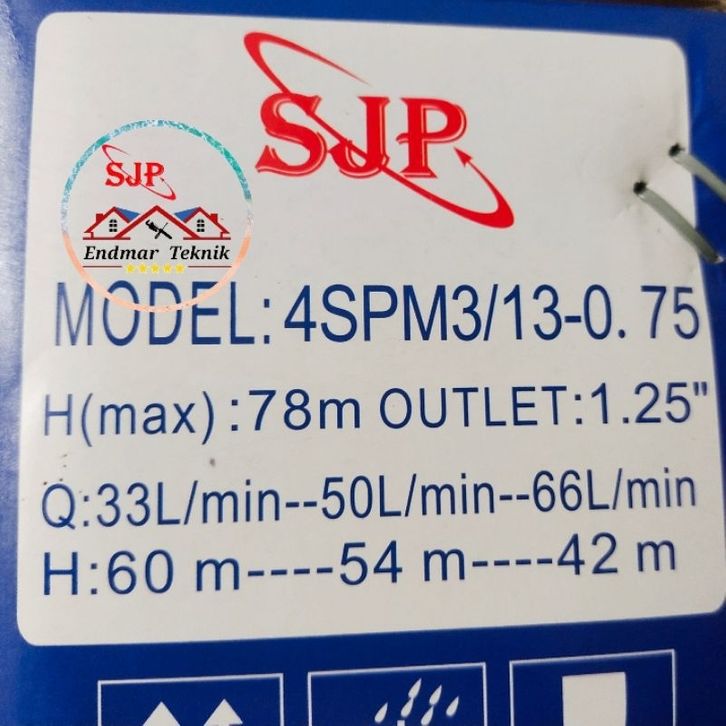 SJP
SJP
Endmar Teknik
MODEL: 4SPM3/13-0. 75
H(max) :78m OUTLET:1.25"
Q:33L/min--50L/min--66L/min
H:60 m----54 m----42 m